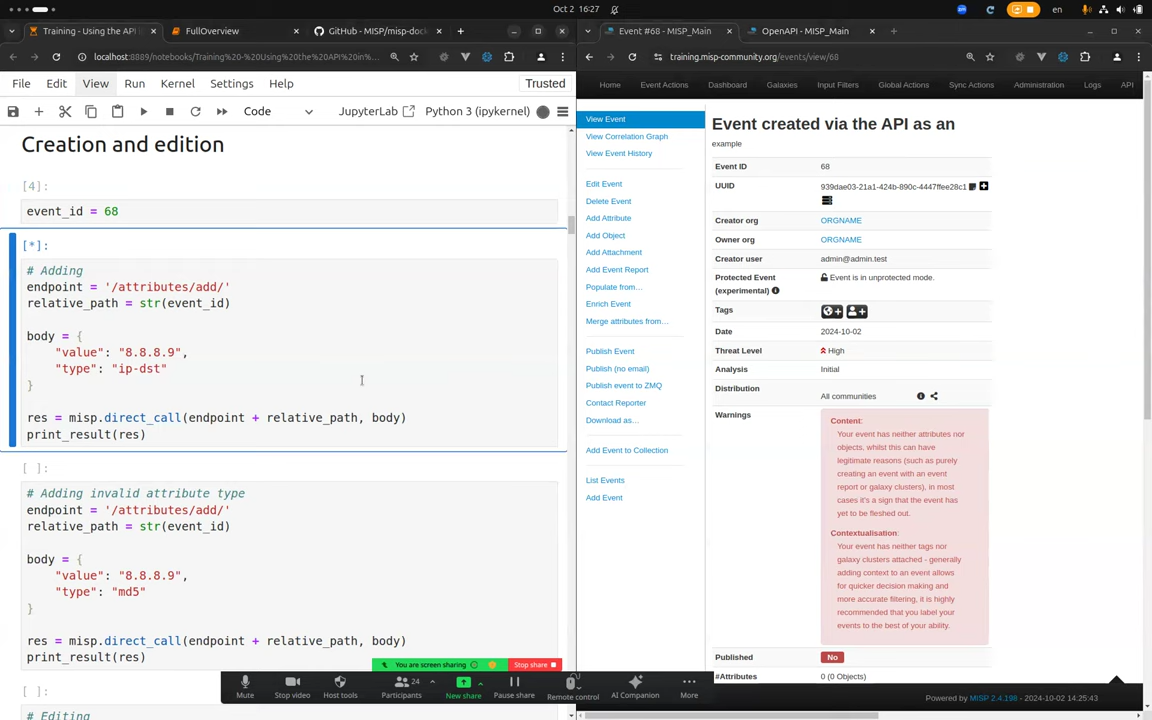 Oct 2 16:27
en
Training - Using the API i
FullOverview
GitHub - MISP/misp-dock
localhost:8889/notebooks/Training%20-%20Using%20the%20API%20in%...
File Edit View Run Kernel Settings Help Trusted
Code JupyterLab Python 3 (ipykernel)
Creation and edition
[4]:
event_id = 68
[*]:
# Adding
endpoint = '/attributes/add/'
relative_path = str(event_id)
body = {
"value": "8.8.8.9",
"type": "ip-dst"
}
res = misp.direct_call(endpoint + relative_path, body)
print_result(res)
[ ]:
# Adding invalid attribute type
endpoint = '/attributes/add/'
relative_path = str(event_id)
body = {
"value": "8.8.8.9",
"type": "md5"
}
res = misp.direct_call(endpoint + relative_path, body)
print_result(res)
[ ]:
# Editing
You are screen sharing Stop share
Mute Stop video Host tools Participants 24 New share Pause share Remote control AI Companion More
Event #68 - MISP_Main
OpenAPI - MISP_Main
training.misp-community.org/events/view/68
Home Event Actions Dashboard Galaxies Input Filters Global Actions Sync Actions Administration Logs API
View Event
View Correlation Graph
View Event History
Edit Event
Delete Event
Add Attribute
Add Object
Add Attachment
Add Event Report
Populate from...
Enrich Event
Merge attributes from...
Publish Event
Publish (no email)
Publish event to ZMQ
Contact Reporter
Download as...
Add Event to Collection
List Events
Add Event
Event created via the API as an
example
Event ID 68
UUID 939dae03-21a1-424b-890c-4447ffee28c1
Creator org ORGNAME
Owner org ORGNAME
Creator user admin@admin.test
Protected Event Event is in unprotected mode.
(experimental)
Tags
Date 2024-10-02
Threat Level High
Analysis Initial
Distribution All communities
Warnings
Content:
Your event has neither attributes nor
objects, whilst this can have
legitimate reasons (such as purely
creating an event with an event
report or galaxy clusters), in most
cases it's a sign that the event has
yet to be fleshed out.
Contextualisation:
Your event has neither tags nor
galaxy clusters attached - generally
adding context to an event allows
for quicker decision making and
more accurate filtering, it is highly
recommended that you label your
events to the best of your ability.
Published No
#Attributes 0 (0 Objects)
Powered by MISP 2.4.198 - 2024-10-02 14:25:43